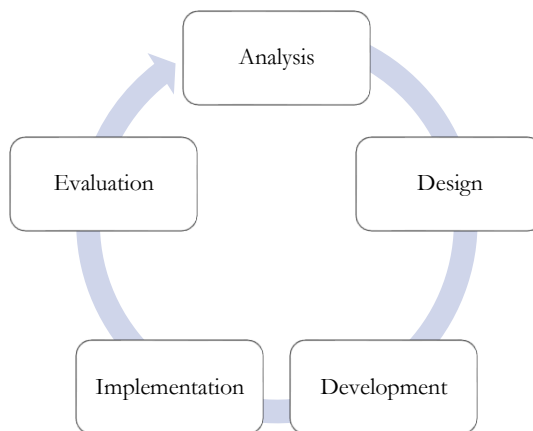 Analysis
Design
Development
Implementation
Evaluation